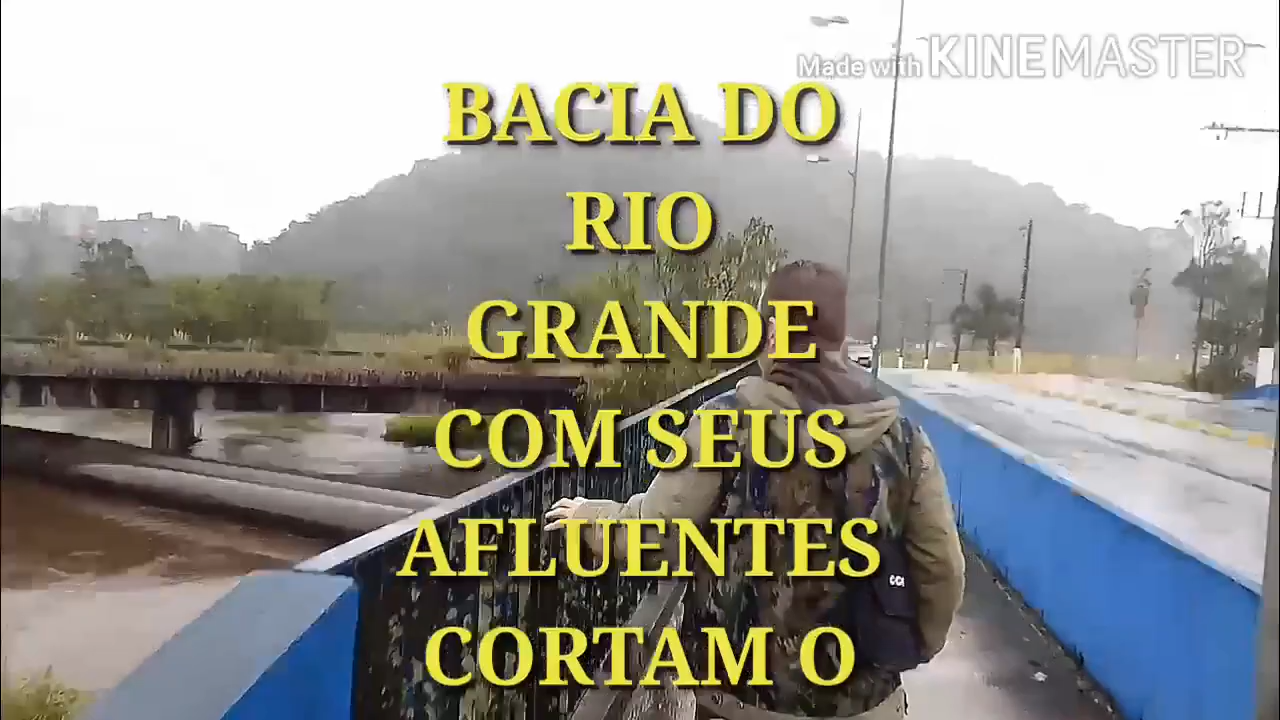 Made with KINEMASTER
BACIA DO
RIO
GRANDE
COM SEUS
AFLUENTES
CORTAM O